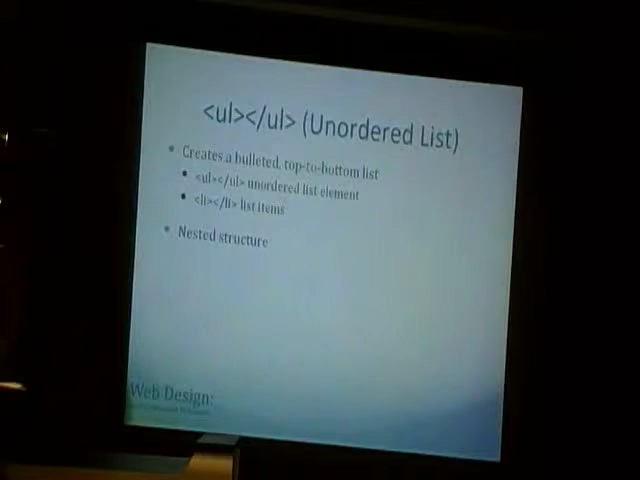 <ul></ul> (Unordered List)
• Creates a bulleted, top-to-bottom list
• <ul></ul> unordered list element
• <li></li> list items
• Nested structure
Web Design: